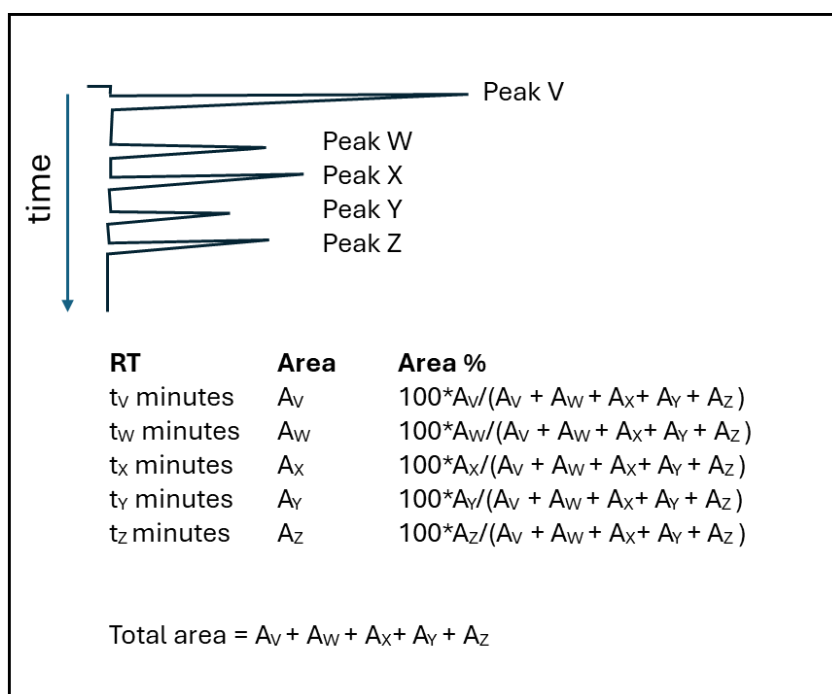 Peak V
Peak W
Peak X
Peak Y
Peak Z
time
RT Area Area %
tV minutes AV 100*AV/(AV + AW + AX+ AY + AZ )
tW minutes AW 100*AW/(AV + AW + AX+ AY + AZ )
tX minutes AX 100*AX/(AV + AW + AX+ AY + AZ )
tY minutes AY 100*AY/(AV + AW + AX+ AY + AZ )
tZ minutes AZ 100*AZ/(AV + AW + AX+ AY + AZ )
Total area = AV + AW + AX+ AY + AZ